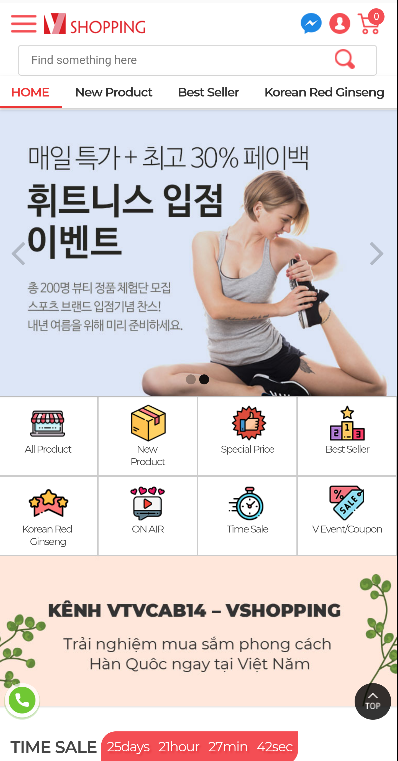 SHOPPING
0
Find something here
HOME New Product Best Seller Korean Red Ginseng
매일 특가 + 최고 30% 페이백
휘트니스 입점
이벤트
총 200명 뷰티 정품 체험단 모집
스포츠 브랜드 입점기념 찬스!
내년 여름을 위해 미리 준비하세요.
All Product
New
Product
Special Price
Best Seller
2 1 3
Korean Red
Ginseng
ON AIR
Time Sale
V Event/Coupon
SALE
KÊNH VTVCAB14 – VSHOPPING
Trải nghiệm mua sắm phong cách
Hàn Quôc ngay tại Việt Năm
TOP
TIME SALE 25days 21hour 27min 42sec